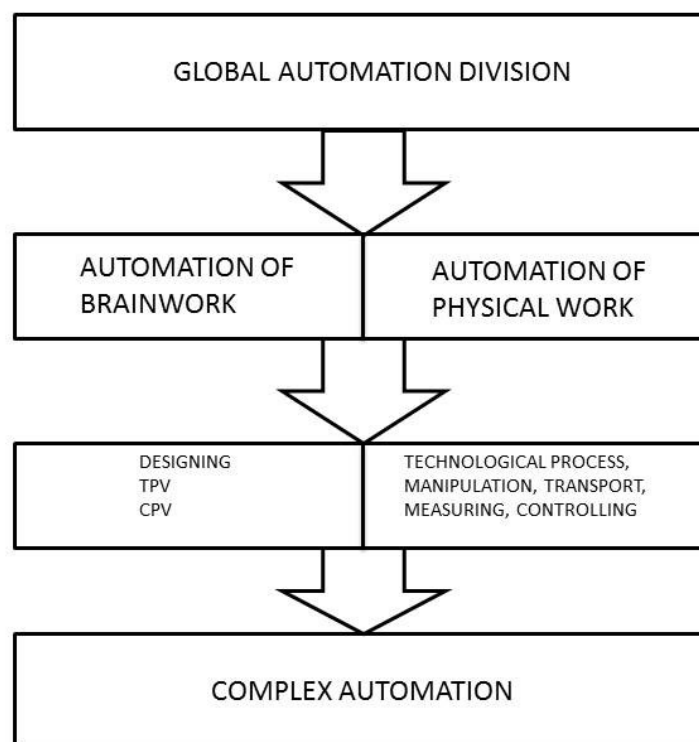 GLOBAL AUTOMATION DIVISION
AUTOMATION OF
BRAINWORK
AUTOMATION OF
PHYSICAL WORK
DESIGNING
TPV
CPV
TECHNOLOGICAL PROCESS,
MANIPULATION, TRANSPORT,
MEASURING, CONTROLLING
COMPLEX AUTOMATION